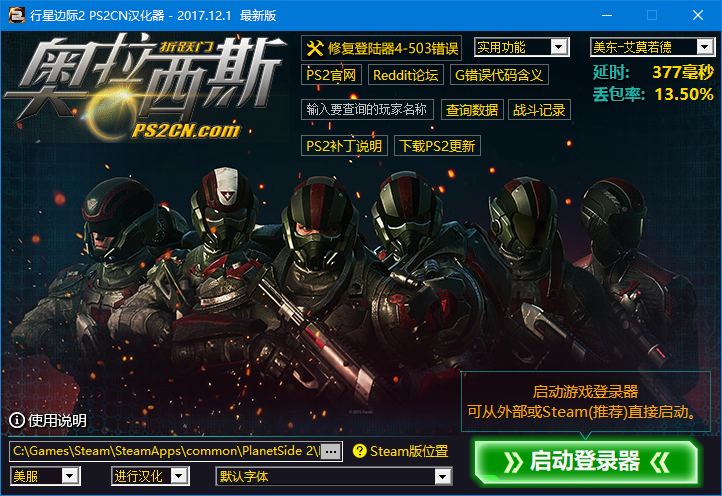 行星边际2 PS2CN汉化器 - 2017.12.1 最新版
奥拉西斯
折跃门
PS2CN.com
修复登陆器4-503错误
实用功能
美东-艾莫若德
PS2官网
Reddit论坛
G错误代码含义
延时: 377毫秒
丢包率: 13.50%
输入要查询的玩家名称
查询数据
战斗记录
PS2补丁说明
下载PS2更新
启动游戏登录器
可从外部或Steam(推荐)直接启动。
使用说明
C:\Games\Steam\SteamApps\common\PlanetSide 2\
...
? Steam版位置
启动登录器
美服
进行汉化
默认字体